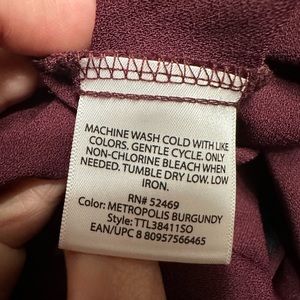 MACHINE WASH COLD WITH LIKE
COLORS. GENTLE CYCLE. ONLY
NON-CHLORINE BLEACH WHEN
NEEDED. TUMBLE DRY LOW. LOW
IRON.
RN# 52469
Color: METROPOLIS BURGUNDY
Style: TTL38411SO
EAN/UPC 8 80957566465